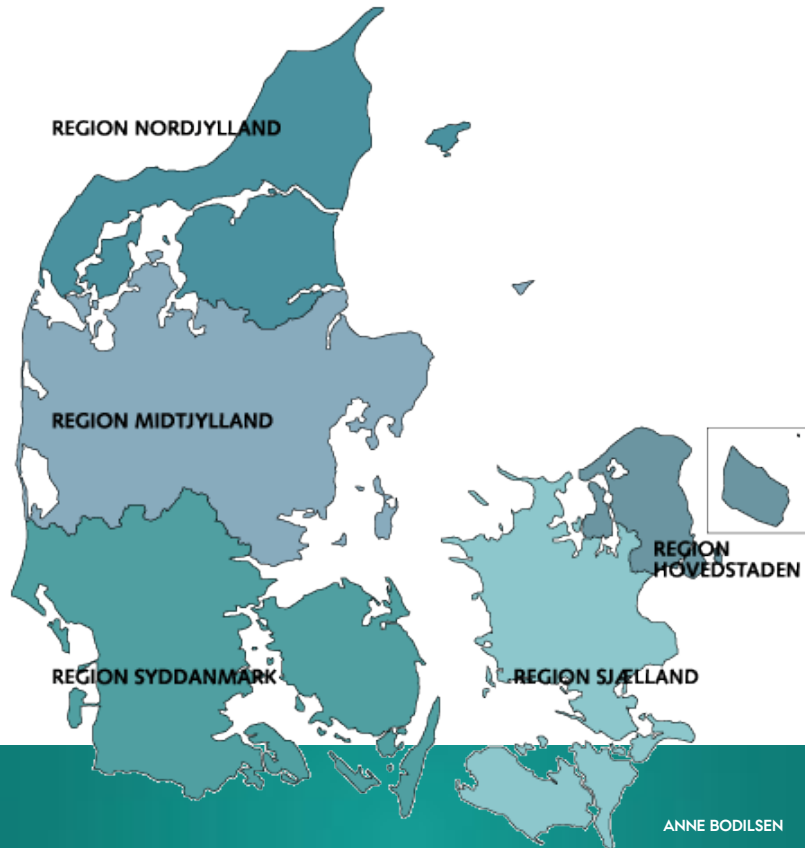 REGION NORDJYLLAND
REGION MIDTJYLLAND
REGION
HOVEDSTADEN
REGION SYDDANMARK
REGION SJÆLLAND
ANNE BODILSEN